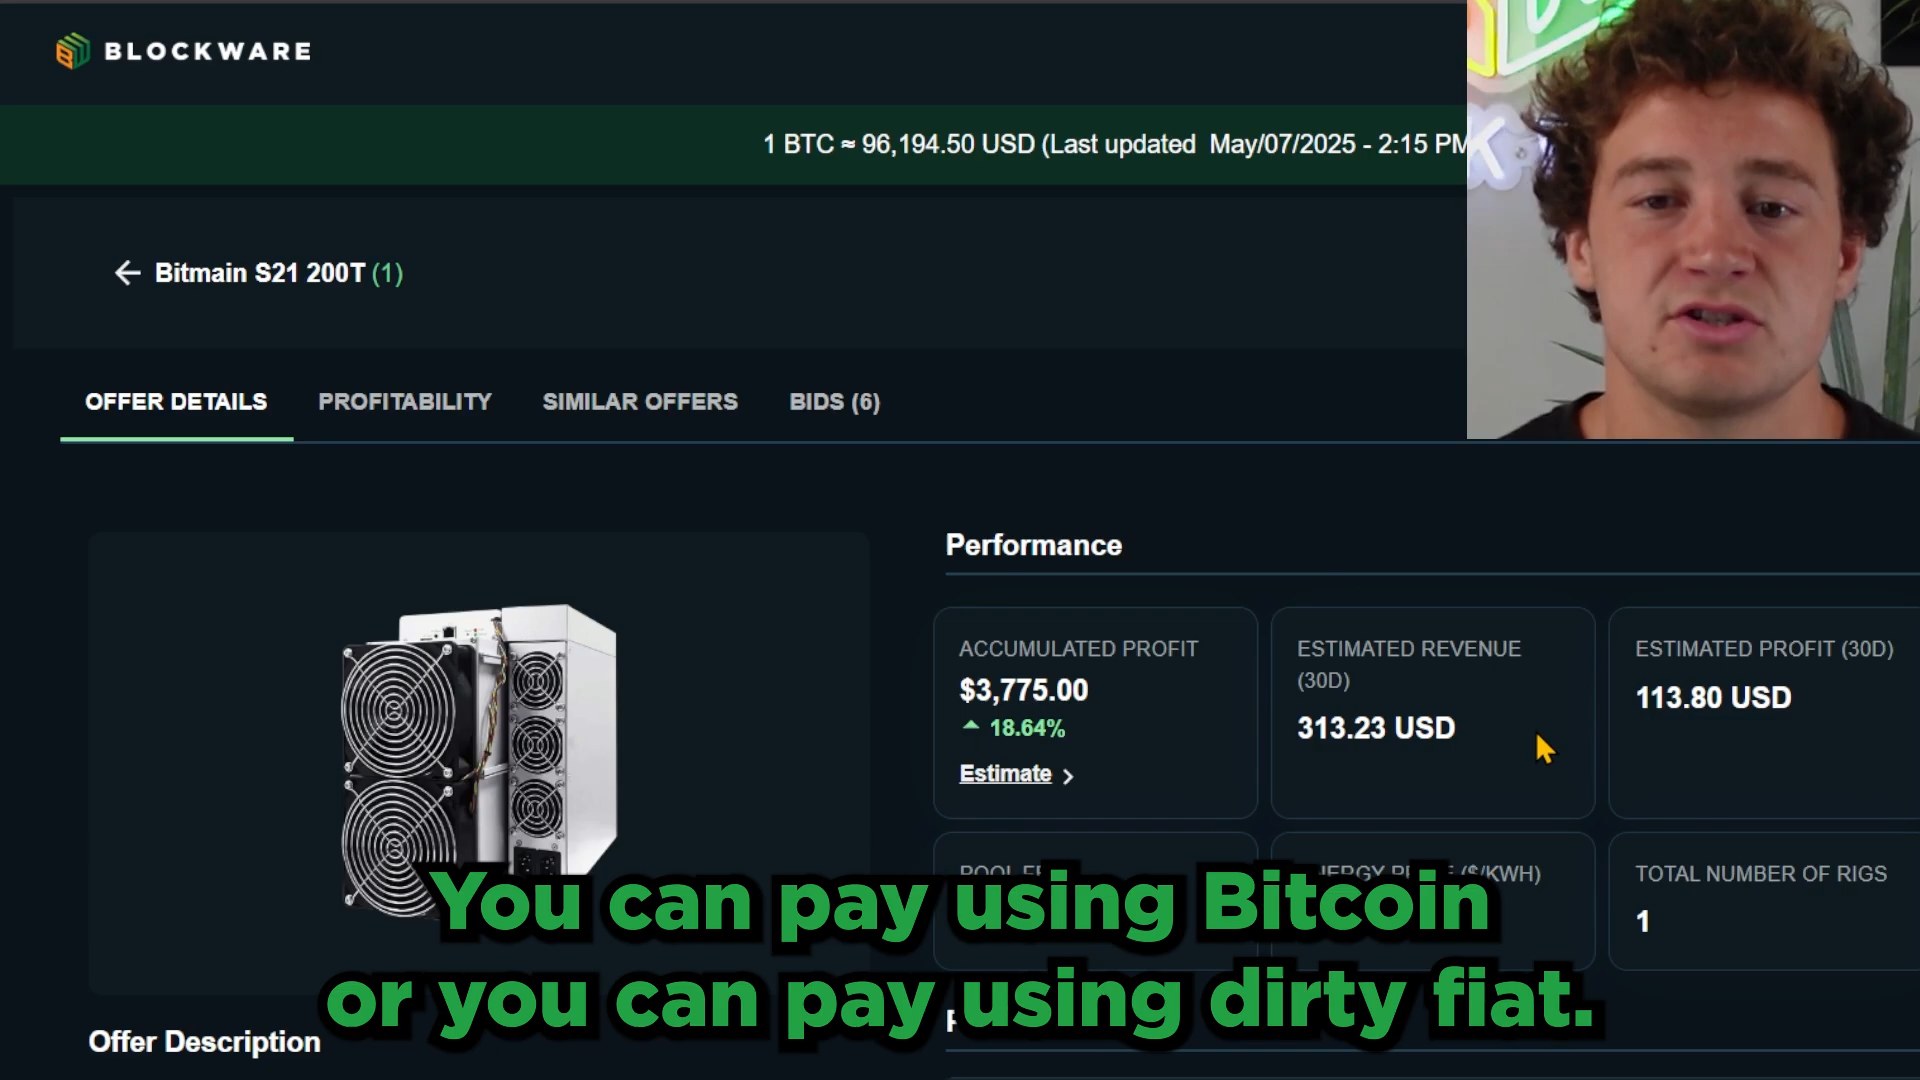 BLOCKWARE
1 BTC ≈ 96,194.50 USD (Last updated May/07/2025 - 2:15 PM
Bitmain S21 200T (1)
OFFER DETAILS
PROFITABILITY
SIMILAR OFFERS
BIDS (6)
Performance
ACCUMULATED PROFIT
$3,775.00
18.64%
Estimate
ESTIMATED REVENUE
(30D)
313.23 USD
ESTIMATED PROFIT (30D)
113.80 USD
($/KWH)
TOTAL NUMBER OF RIGS
1
You can pay using Bitcoin
or you can pay using dirty fiat.
Offer Description